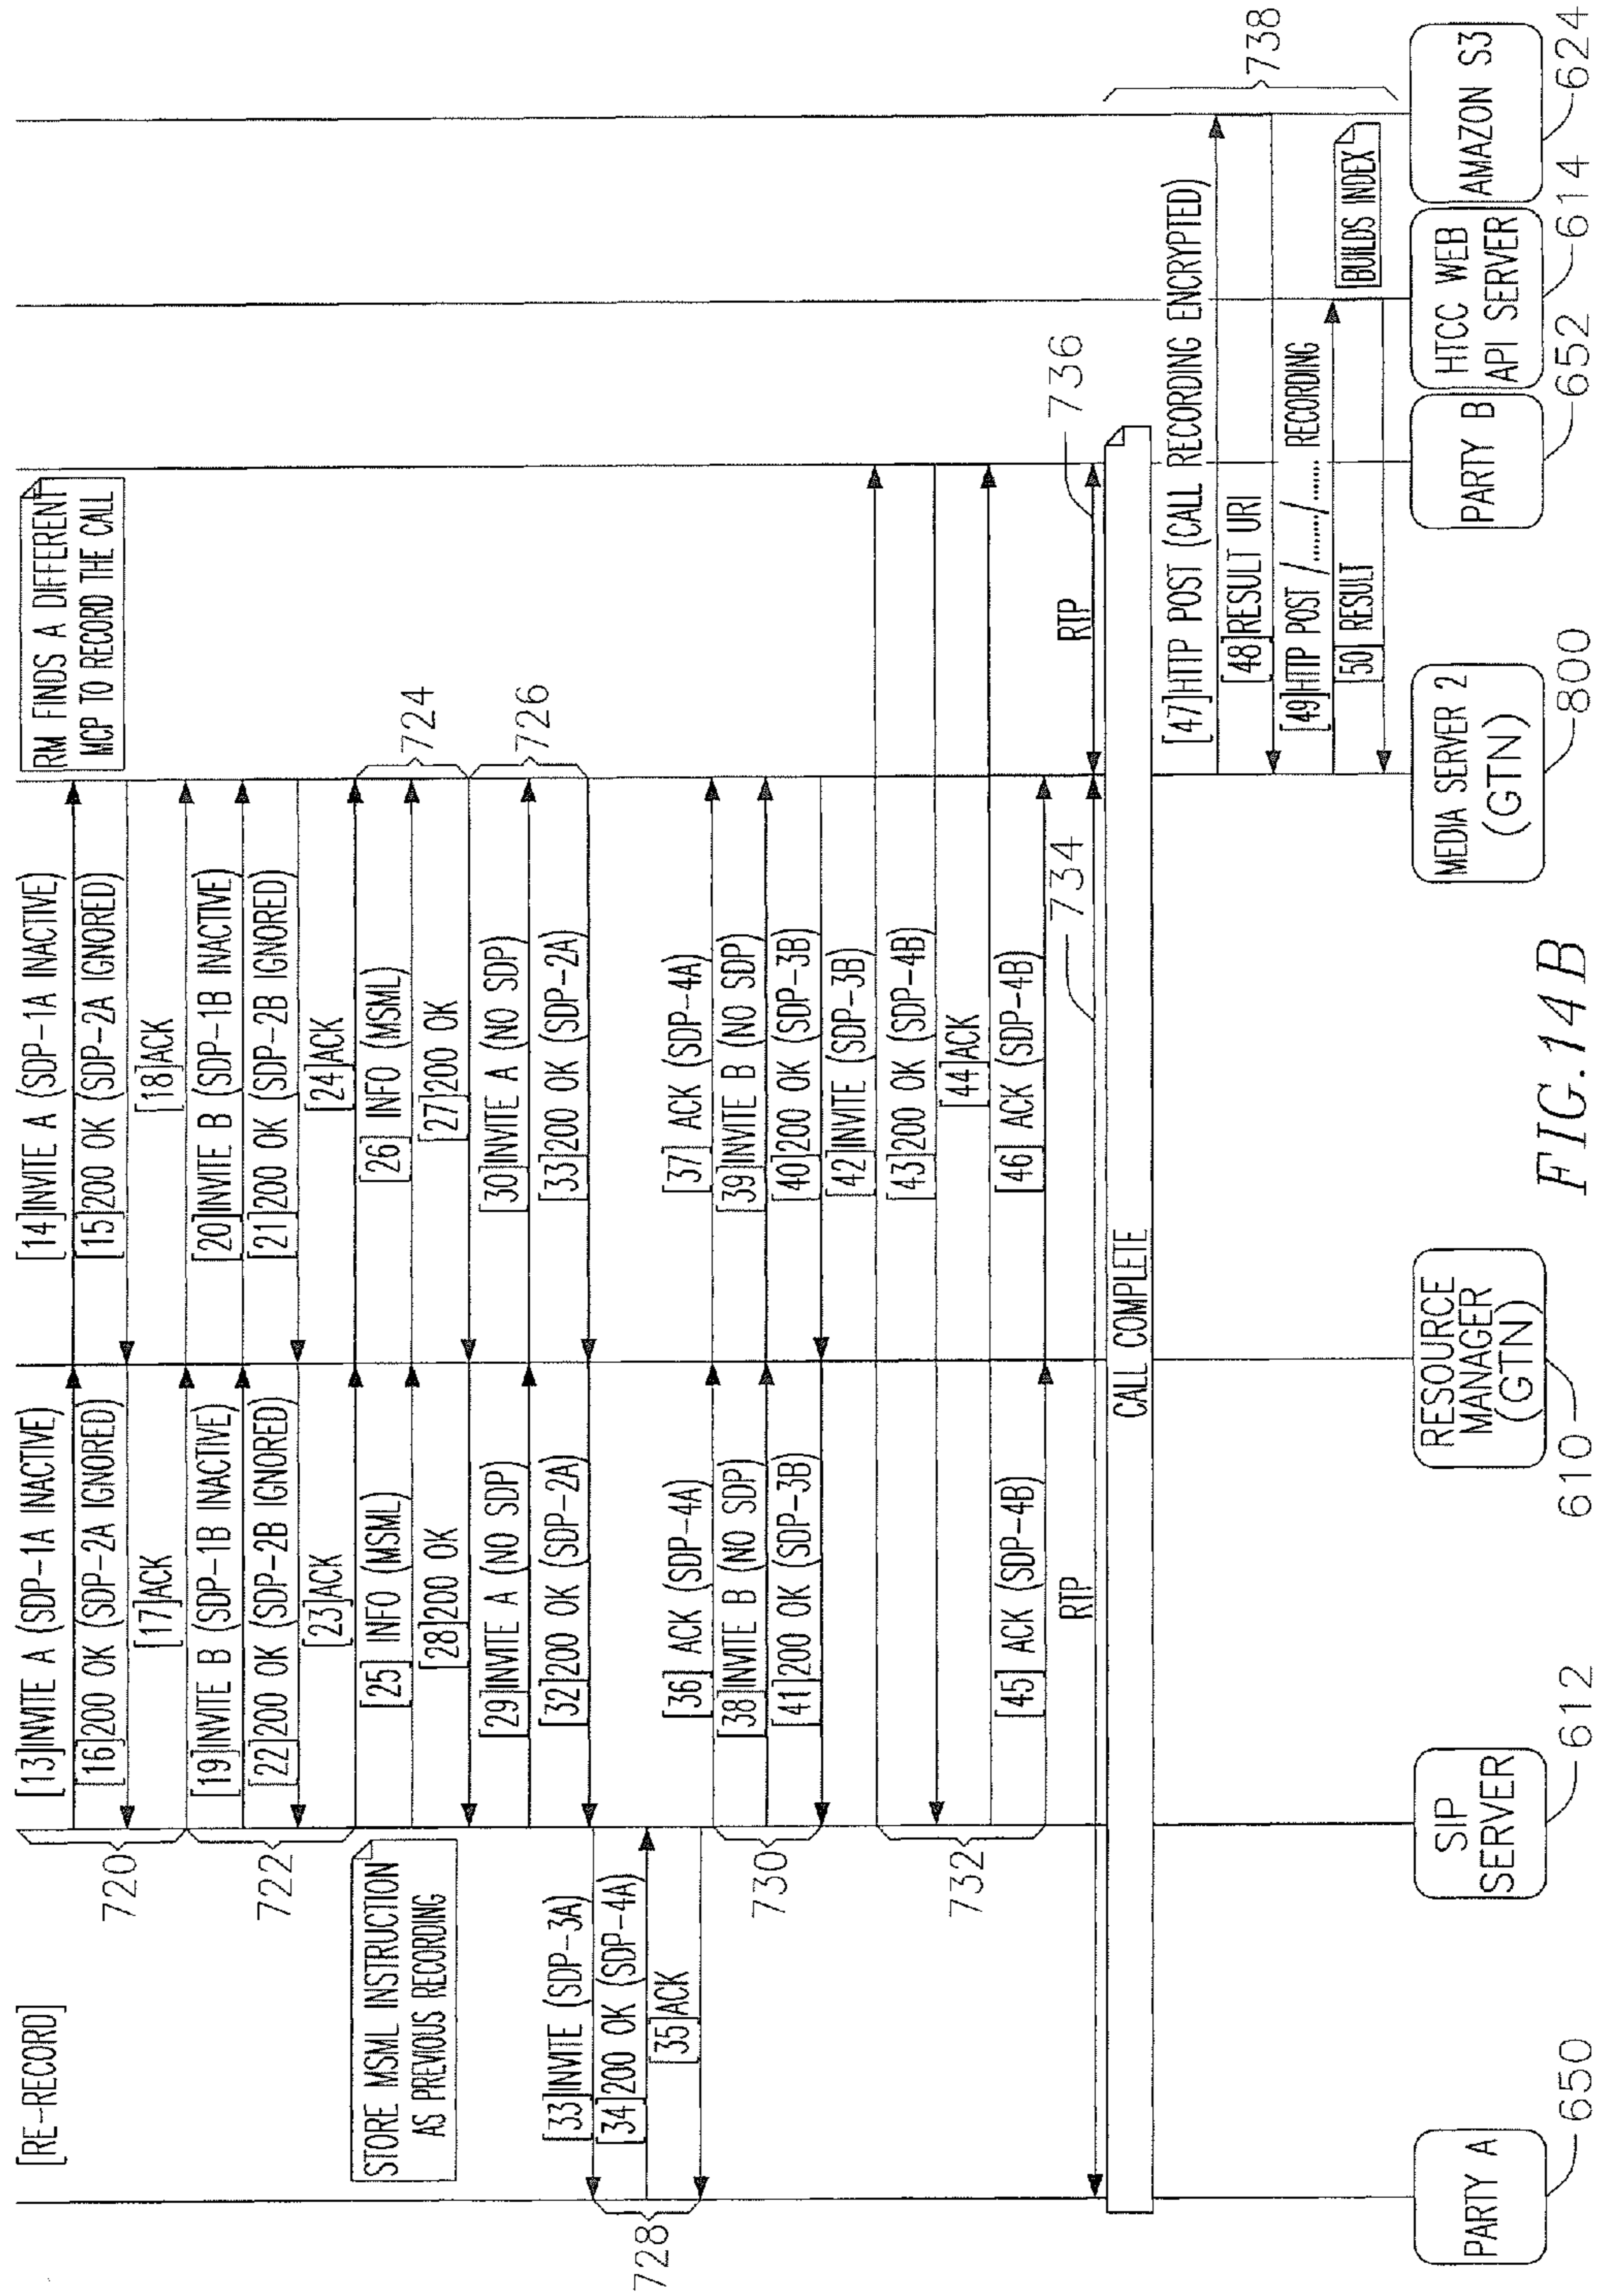 [RE-RECORD]
[13]INVITE A (SDP-1A INACTIVE)
[14]INVITE A (SDP-1A INACTIVE)
RM FINDS A DIFFERENT
MCP TO RECORD THE CALL
[16]200 OK (SDP-2A IGNORED)
[15]200 OK (SDP-2A IGNORED)
720
[17]ACK
[18]ACK
[19]INVITE B (SDP-1B INACTIVE)
[20]INVITE B (SDP-1B INACTIVE)
722
[22]200 OK (SDP-2B IGNORED)
[21]200 OK (SDP-2B IGNORED)
[23]ACK
[24]ACK
STORE MSML INSTRUCTION
AS PREVIOUS RECORDING
[25] INFO (MSML)
[26] INFO (MSML)
724
[28]200 OK
[27]200 OK
[29]INVITE A (NO SDP)
[30]INVITE A (NO SDP)
726
[32]200 OK (SDP-2A)
[33]200 OK (SDP-2A)
[33]INVITE (SDP-3A)
[34]200 OK (SDP-4A)
728
[35]ACK
[36] ACK (SDP-4A)
[37] ACK (SDP-4A)
[38]INVITE B (NO SDP)
[39]INVITE B (NO SDP)
730
[41]200 OK (SDP-3B)
[40]200 OK (SDP-3B)
[42]INVITE (SDP-3B)
732
[43]200 OK (SDP-4B)
[44]ACK
[45] ACK (SDP-4B)
[46] ACK (SDP-4B)
RTP
734
RTP
736
CALL COMPLETE
[47]HTTP POST (CALL RECORDING ENCRYPTED)
[48]RESULT URI
738
[49]HTTP POST /......./...... RECORDING
[50] RESULT
BUILDS INDEX
PARTY A
SIP
SERVER
RESOURCE
MANAGER
(GTN)
MEDIA SERVER 2
(GTN)
PARTY B
HTCC WEB
API SERVER
AMAZON S3
650
612
610
800
652
614
624
FIG.14B